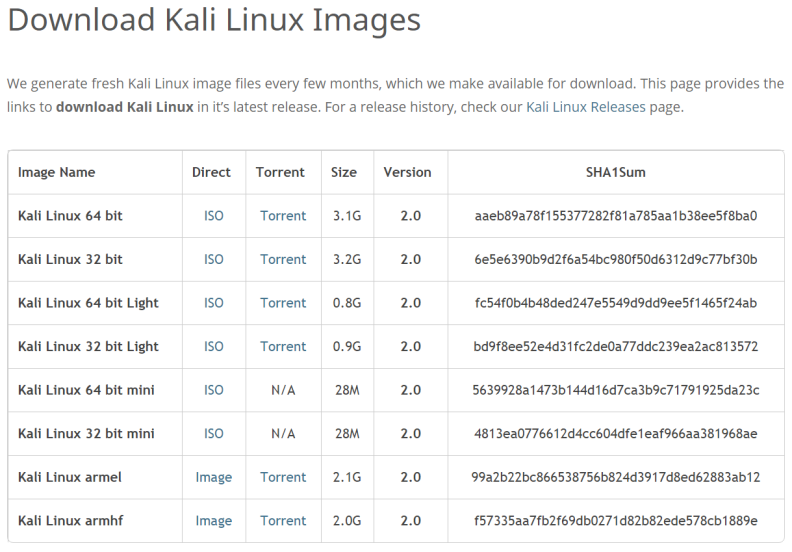 Download Kali Linux Images
We generate fresh Kali Linux image files every few months, which we make available for download. This page provides the
links to download Kali Linux in it's latest release. For a release history, check our Kali Linux Releases page.
Image Name Direct Torrent Size Version SHA1Sum
Kali Linux 64 bit ISO Torrent 3.1G 2.0 aaeb89a78f155377282f81a785aa1b38ee5f8ba0
Kali Linux 32 bit ISO Torrent 3.2G 2.0 6e5e6390b9d2f6a54bc980f50d6312d9c77bf30b
Kali Linux 64 bit Light ISO Torrent 0.8G 2.0 fc54f0b4b48ded247e5549d9dd9ee5f1465f24ab
Kali Linux 32 bit Light ISO Torrent 0.9G 2.0 bd9f8ee52e4d31fc2de0a77ddc239ea2ac813572
Kali Linux 64 bit mini ISO N/A 28M 2.0 5639928a1473b144d16d7ca3b9c71791925da23c
Kali Linux 32 bit mini ISO N/A 28M 2.0 4813ea0776612d4cc604dfe1eaf966aa381968ae
Kali Linux armel Image Torrent 2.1G 2.0 99a2b22bc866538756b824d3917d8ed62883ab12
Kali Linux armhf Image Torrent 2.0G 2.0 f57335aa7fb2f69db0271d82b82ede578cb1889e